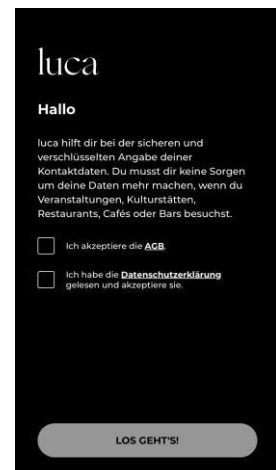 luca
Hallo
luca hilft dir bei der sicheren und
verschlüsselten Angabe deiner
Kontaktdaten. Du musst dir keine Sorgen
um deine Daten mehr machen, wenn du
Veranstaltungen, Kulturstätten,
Restaurants, Cafés oder Bars besuchst.
Ich akzeptiere die AGB.
Ich habe die Datenschutzerklärung
gelesen und akzeptiere sie.
LOS GEHT'S!